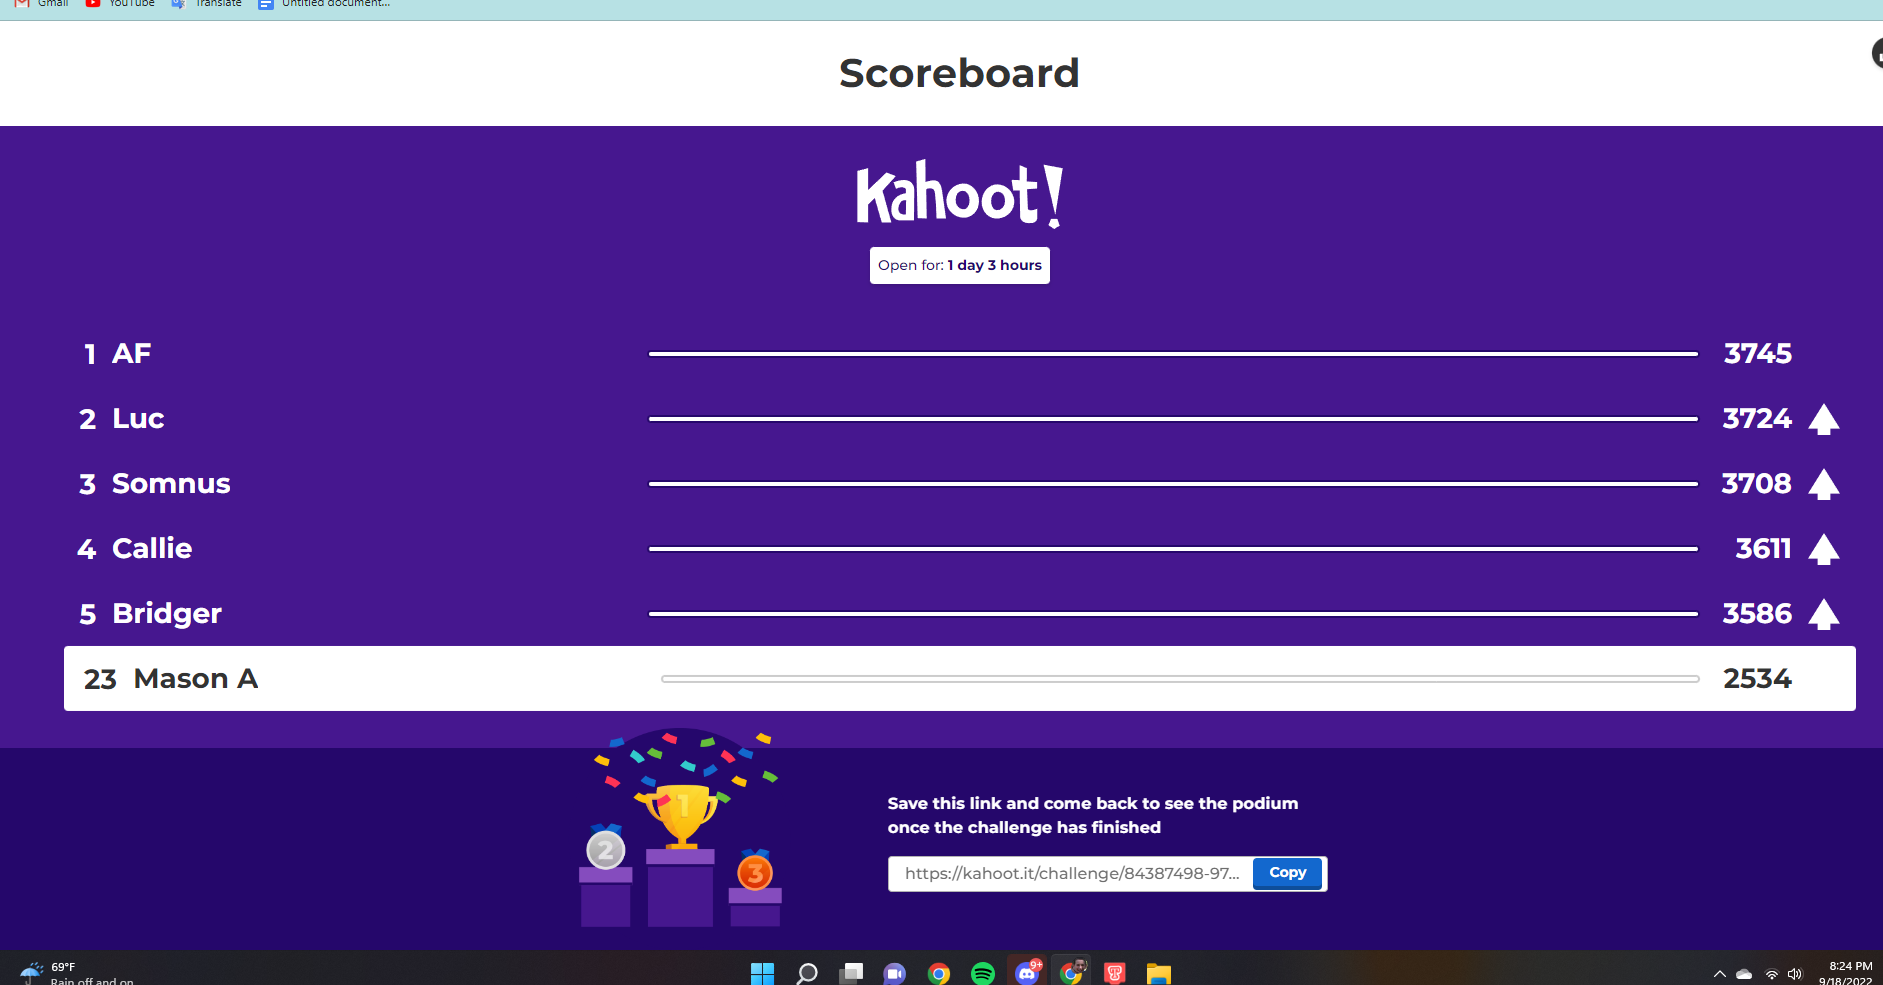 Gmail YouTube Translate Untitled document...
Scoreboard
Kahoot!
Open for: 1 day 3 hours
1 AF 3745
2 Luc 3724
3 Somnus 3708
4 Callie 3611
5 Bridger 3586
23 Mason A 2534
1
2
3
Save this link and come back to see the podium
once the challenge has finished
https://kahoot.it/challenge/84387498-97... Copy
69°F
Rain off and on
9+
8:24 PM
9/18/2022